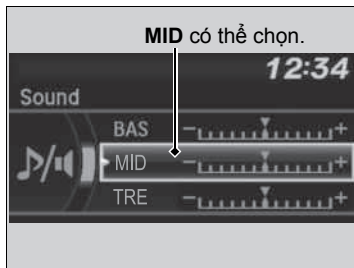 MID có thể chọn.
12:34
Sound
BAS − +
MID − +
TRE − +